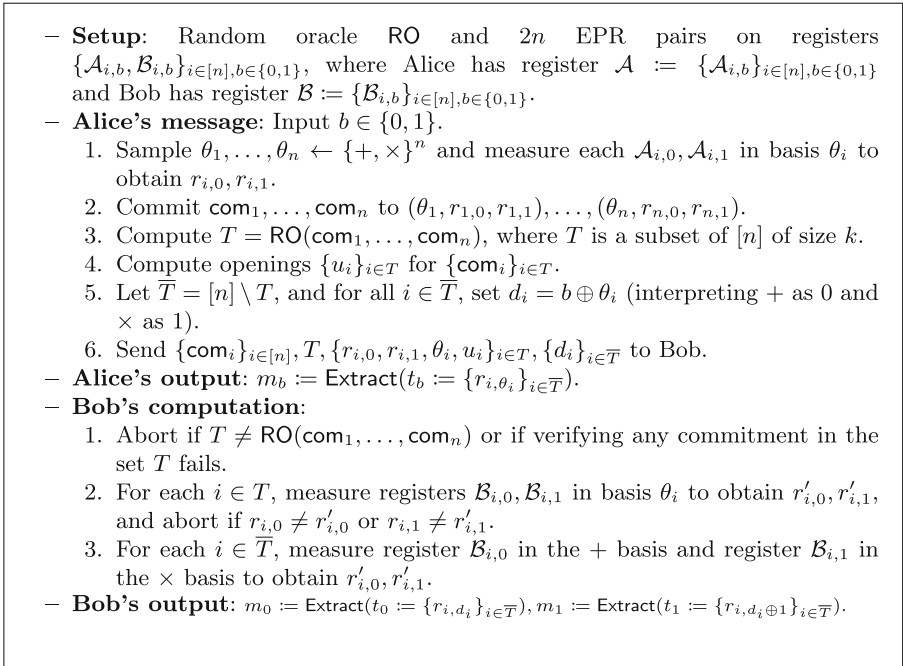 – Setup: Random oracle RO and 2n EPR pairs on registers
{𝒜_{i,b}, ℬ_{i,b}}_{i∈[n],b∈{0,1}}, where Alice has register 𝒜 := {𝒜_{i,b}}_{i∈[n],b∈{0,1}}
and Bob has register ℬ := {ℬ_{i,b}}_{i∈[n],b∈{0,1}}.
– Alice's message: Input b ∈ {0, 1}.
1. Sample θ_1, . . . , θ_n ← {+, ×}^n and measure each 𝒜_{i,0}, 𝒜_{i,1} in basis θ_i to
obtain r_{i,0}, r_{i,1}.
2. Commit com_1, . . . , com_n to (θ_1, r_{1,0}, r_{1,1}), . . . , (θ_n, r_{n,0}, r_{n,1}).
3. Compute T = RO(com_1, . . . , com_n), where T is a subset of [n] of size k.
4. Compute openings {u_i}_{i∈T} for {com_i}_{i∈T}.
5. Let T̅ = [n] \ T, and for all i ∈ T̅, set d_i = b ⊕ θ_i (interpreting + as 0 and
× as 1).
6. Send {com_i}_{i∈[n]}, T, {r_{i,0}, r_{i,1}, θ_i, u_i}_{i∈T}, {d_i}_{i∈T̅} to Bob.
– Alice's output: m_b := Extract(t_b := {r_{i,θ_i}}_{i∈T̅}).
– Bob's computation:
1. Abort if T ≠ RO(com_1, . . . , com_n) or if verifying any commitment in the
set T fails.
2. For each i ∈ T, measure registers ℬ_{i,0}, ℬ_{i,1} in basis θ_i to obtain r′_{i,0}, r′_{i,1},
and abort if r_{i,0} ≠ r′_{i,0} or r_{i,1} ≠ r′_{i,1}.
3. For each i ∈ T̅, measure register ℬ_{i,0} in the + basis and register ℬ_{i,1} in
the × basis to obtain r′_{i,0}, r′_{i,1}.
– Bob's output: m_0 := Extract(t_0 := {r_{i,d_i}}_{i∈T̅}), m_1 := Extract(t_1 := {r_{i,d_i⊕1}}_{i∈T̅}).